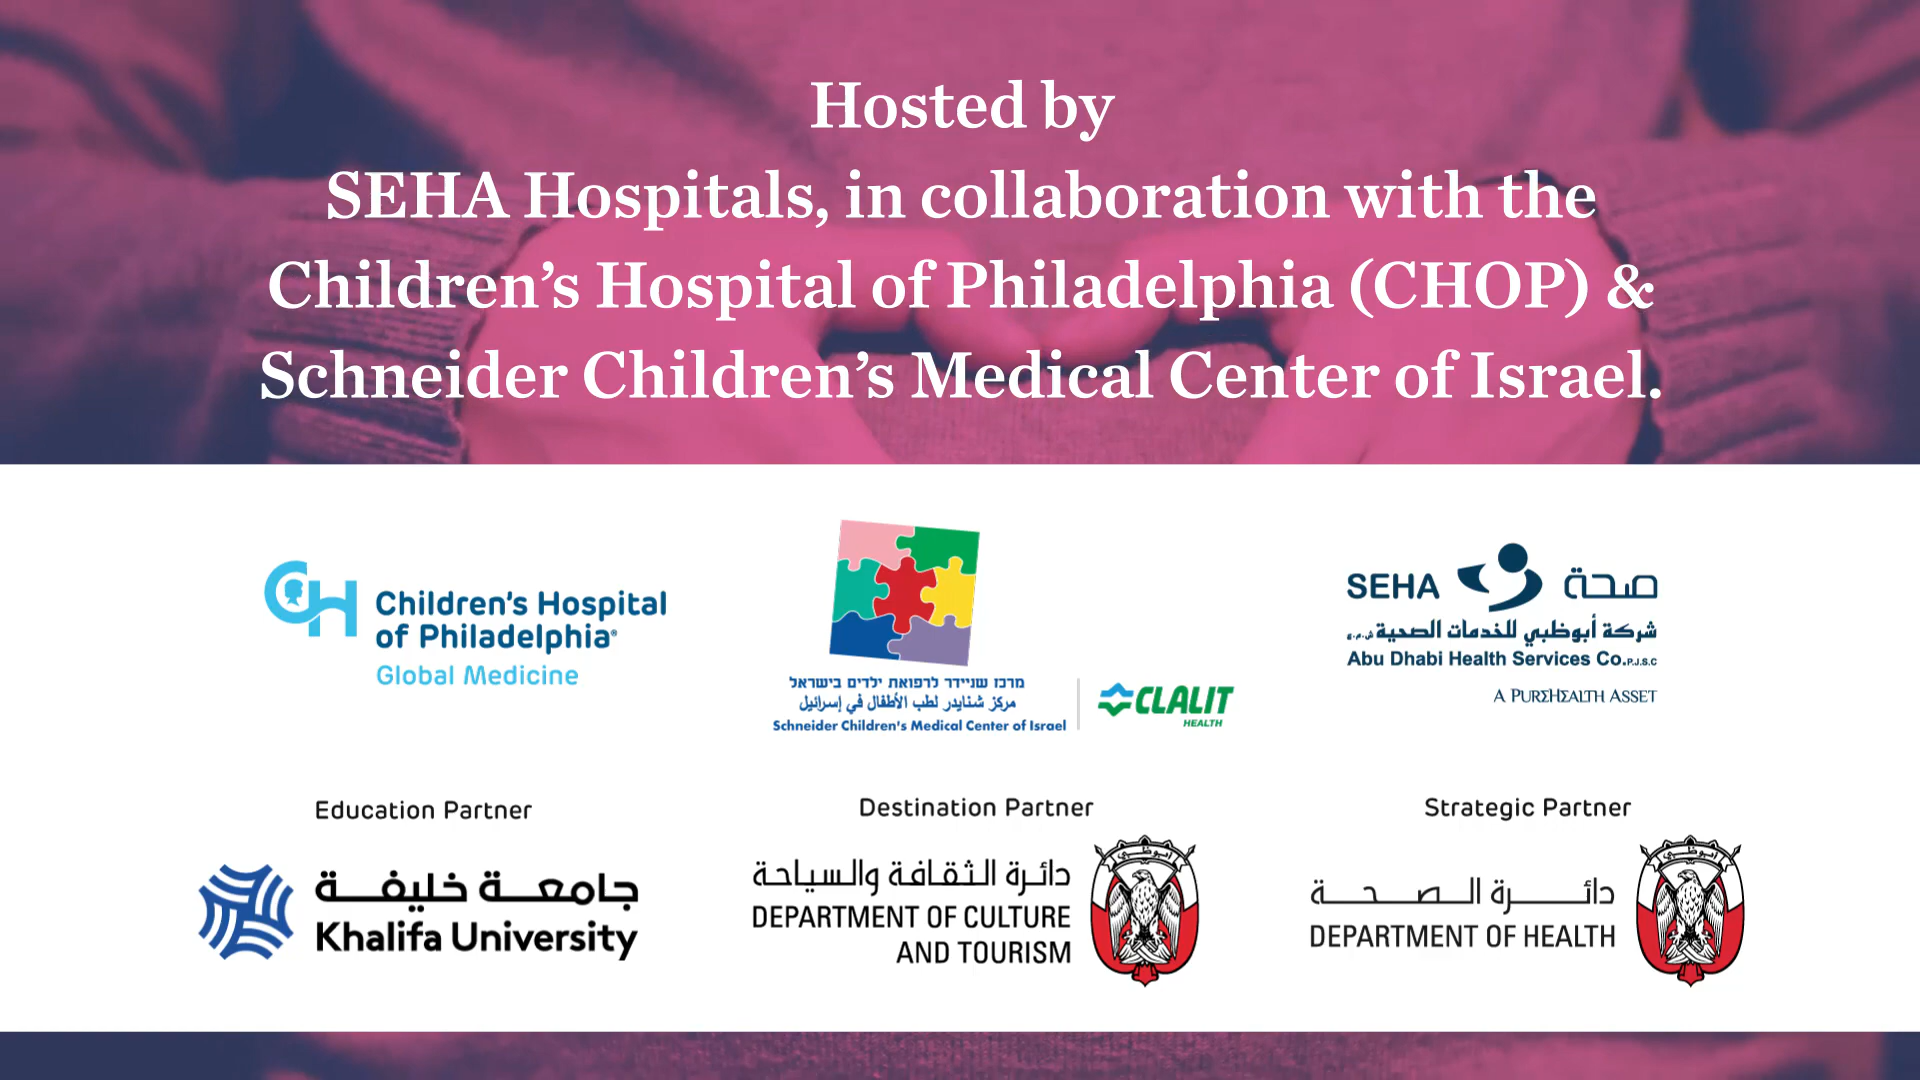 Hosted by
SEHA Hospitals, in collaboration with the
Children’s Hospital of Philadelphia (CHOP) &
Schneider Children’s Medical Center of Israel.
CH
Children's Hospital
of Philadelphia®
Global Medicine
מרכז שניידר לרפואת ילדים בישראל
مركز شنايدر لطب الأطفال في إسرائيل
Schneider Children's Medical Center of Israel
CLALIT
HEALTH
SEHA صحة
شركة أبوظبي للخدمات الصحية ش.م.ع
Abu Dhabi Health Services Co.P.J.S.C
A PUREHEALTH ASSET
Education Partner
جامعة خليفة
Khalifa University
Destination Partner
دائرة الثقافة والسياحة
DEPARTMENT OF CULTURE
AND TOURISM
أبوظبي
Strategic Partner
دائرة الصحة
DEPARTMENT OF HEALTH
أبوظبي